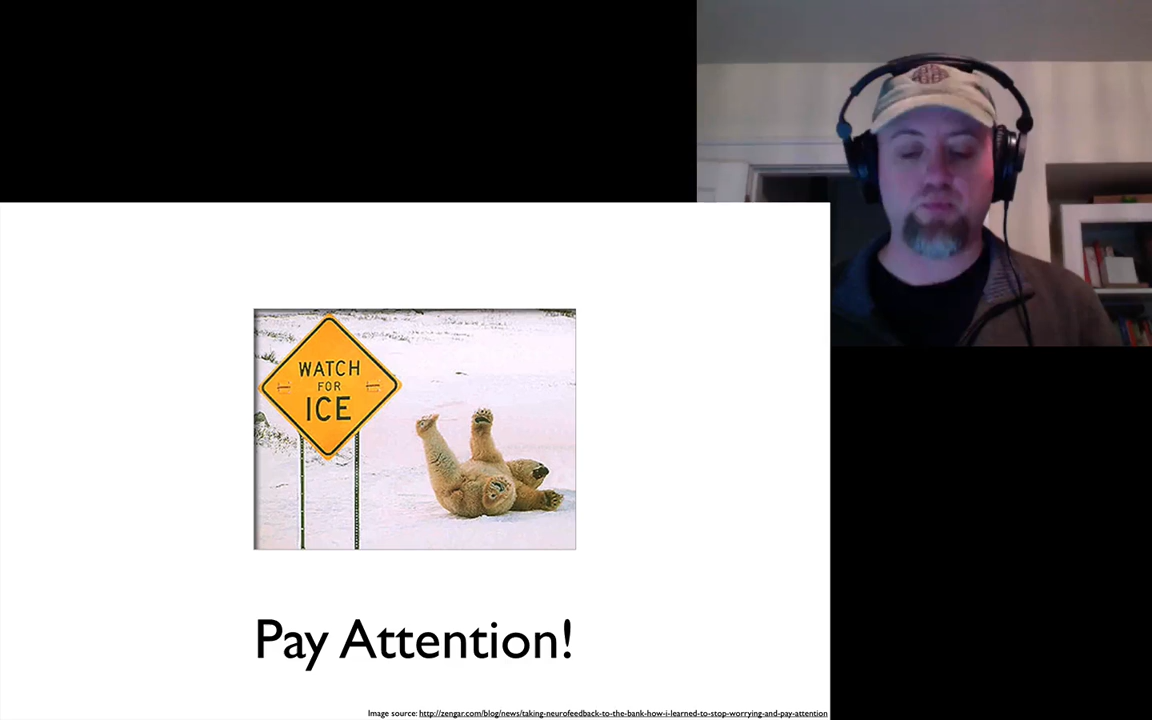 WATCH
FOR
ICE
Pay Attention!
Image source: http://zengar.com/blog/news/taking-neurofeedback-to-the-bank-how-i-learned-to-stop-worrying-and-pay-attention